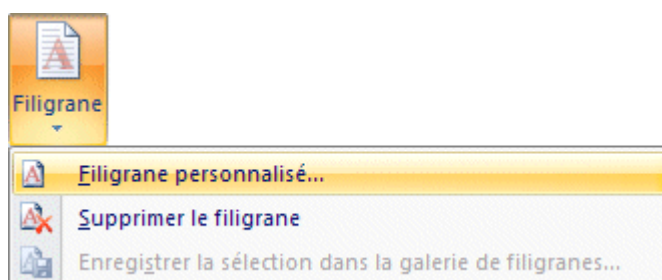 Filigrane
Filigrane personnalisé...
Supprimer le filigrane
Enregistrer la sélection dans la galerie de filigranes...